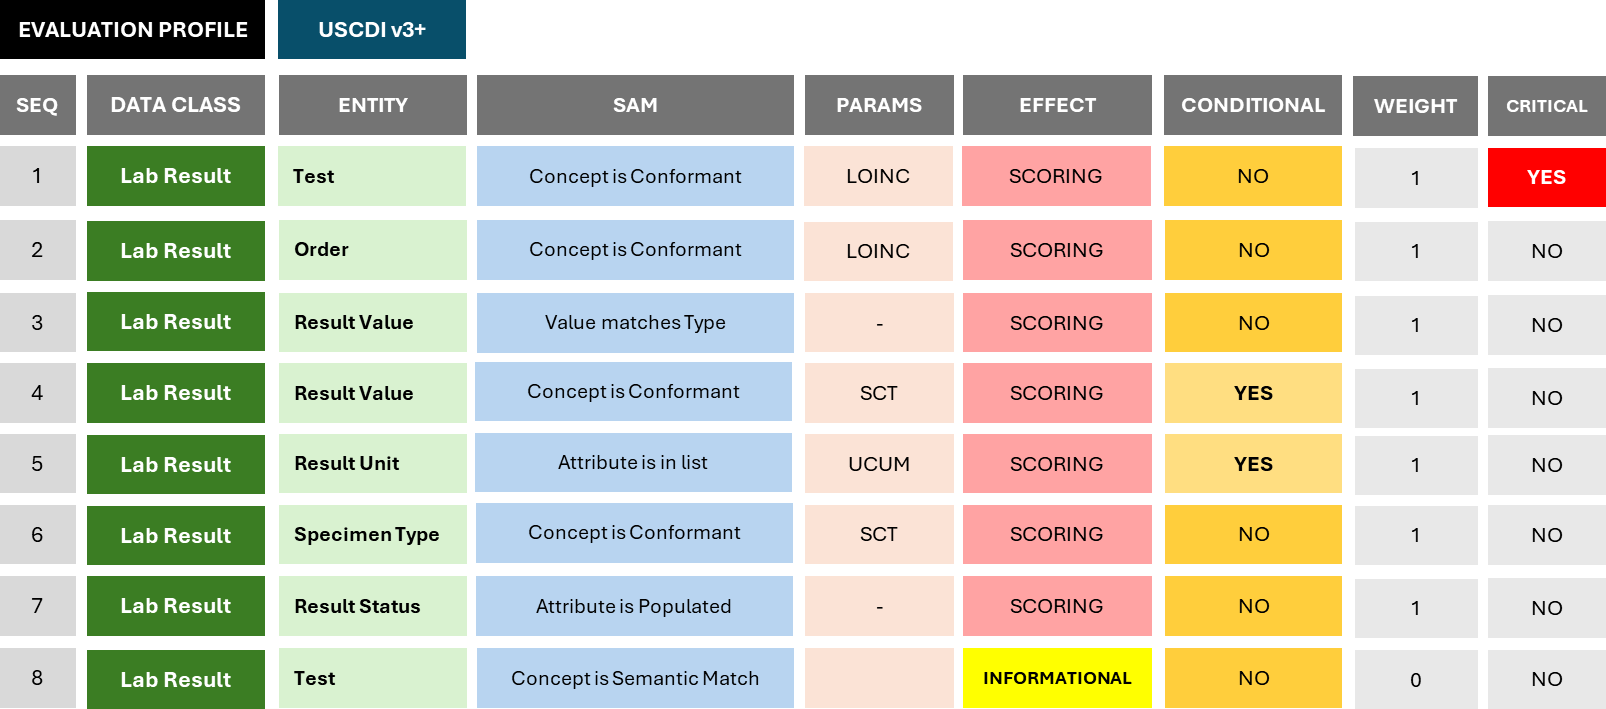 EVALUATION PROFILE USCDI v3+
SEQ DATA CLASS ENTITY SAM PARAMS EFFECT CONDITIONAL WEIGHT CRITICAL
1 Lab Result Test Concept is Conformant LOINC SCORING NO 1 YES
2 Lab Result Order Concept is Conformant LOINC SCORING NO 1 NO
3 Lab Result Result Value Value matches Type - SCORING NO 1 NO
4 Lab Result Result Value Concept is Conformant SCT SCORING YES 1 NO
5 Lab Result Result Unit Attribute is in list UCUM SCORING YES 1 NO
6 Lab Result Specimen Type Concept is Conformant SCT SCORING NO 1 NO
7 Lab Result Result Status Attribute is Populated - SCORING NO 1 NO
8 Lab Result Test Concept is Semantic Match INFORMATIONAL NO 0 NO